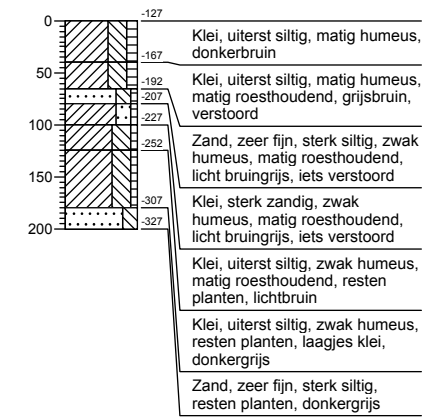 0
50
100
150
200
-127
-167
-192
-207
-227
-252
-307
-327
Klei, uiterst siltig, matig humeus,
donkerbruin
Klei, uiterst siltig, matig humeus,
matig roesthoudend, grijsbruin,
verstoord
Zand, zeer fijn, sterk siltig, zwak
humeus, matig roesthoudend,
licht bruingrijs, iets verstoord
Klei, sterk zandig, zwak
humeus, matig roesthoudend,
licht bruingrijs, iets verstoord
Klei, uiterst siltig, zwak humeus,
matig roesthoudend, resten
planten, lichtbruin
Klei, uiterst siltig, zwak humeus,
resten planten, laagjes klei,
donkergrijs
Zand, zeer fijn, sterk siltig,
resten planten, donkergrijs